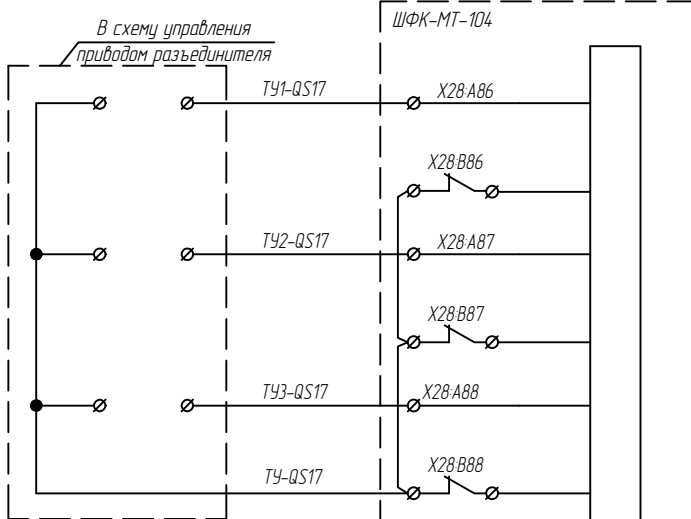 В схему управления
приводом разъединителя
ШФК-МТ-104
ТУ1-QS17
X28:A86
X28:B86
ТУ2-QS17
X28:A87
X28:B87
ТУ3-QS17
X28:A88
ТУ-QS17
X28:B88